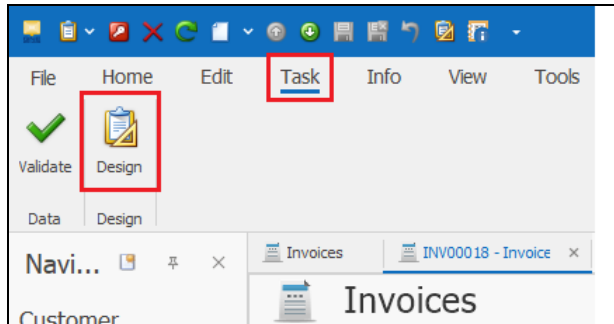 File Home Edit Task Info View Tools
Validate Design
Data Design
Navi... Invoices INV00018 - Invoice
Invoices
Customer